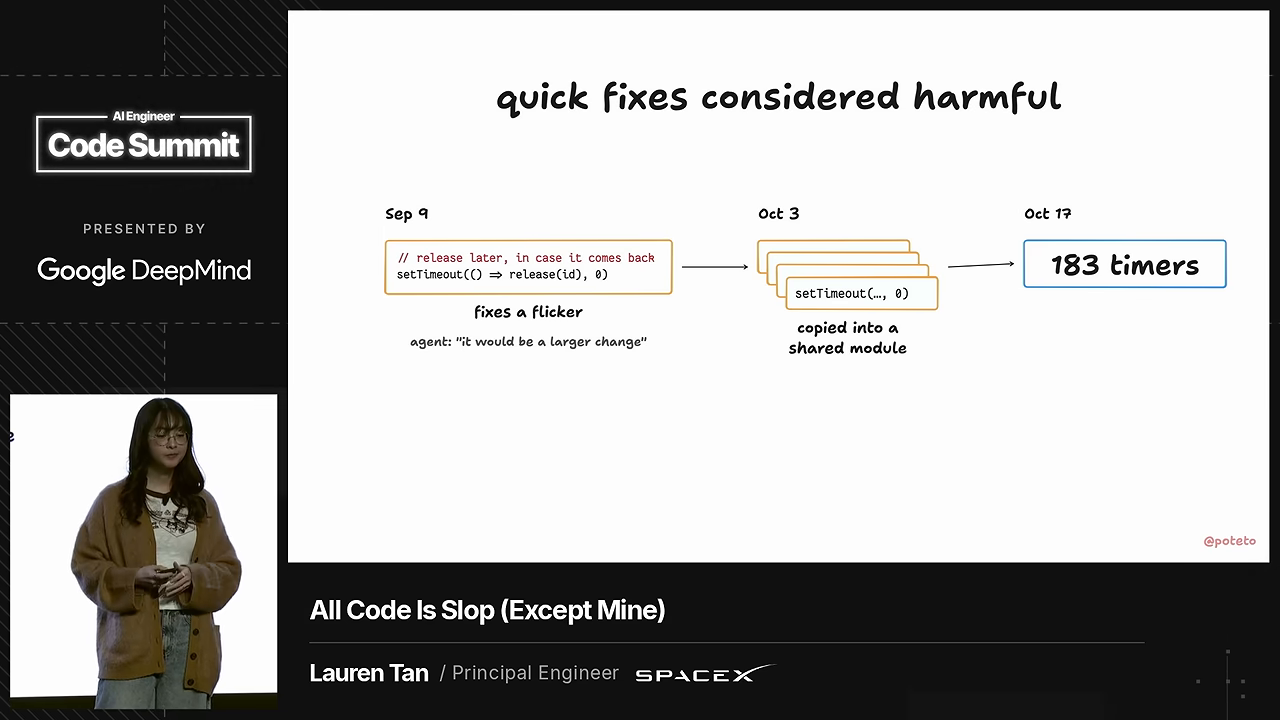 AI Engineer
Code Summit
PRESENTED BY
Google DeepMind
quick fixes considered harmful
Sep 9
// release later, in case it comes back
setTimeout(() => release(id), 0)
fixes a flicker
agent: "it would be a larger change"
Oct 3
setTimeout(…, 0)
copied into a
shared module
Oct 17
183 timers
@poteto
e
All Code Is Slop (Except Mine)
Lauren Tan / Principal Engineer SPACEX